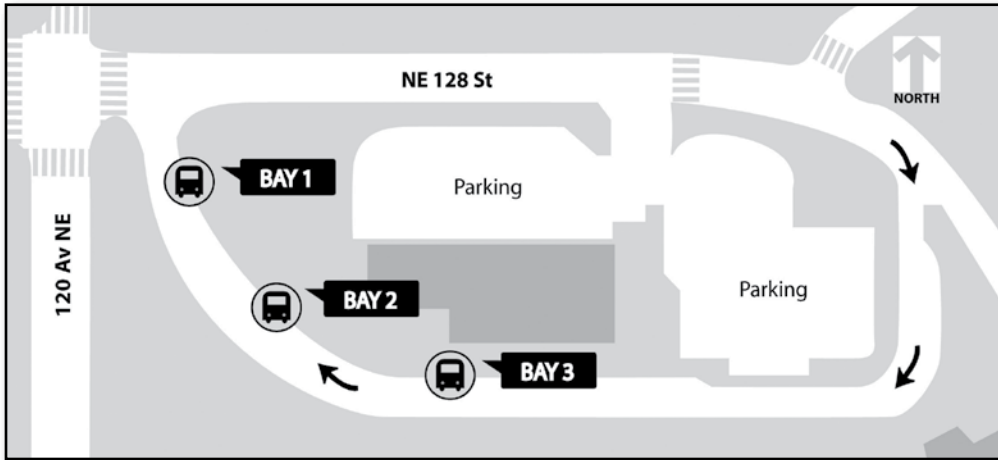 NE 128 St
NORTH
BAY 1
Parking
120 Av NE
BAY 2
Parking
BAY 3